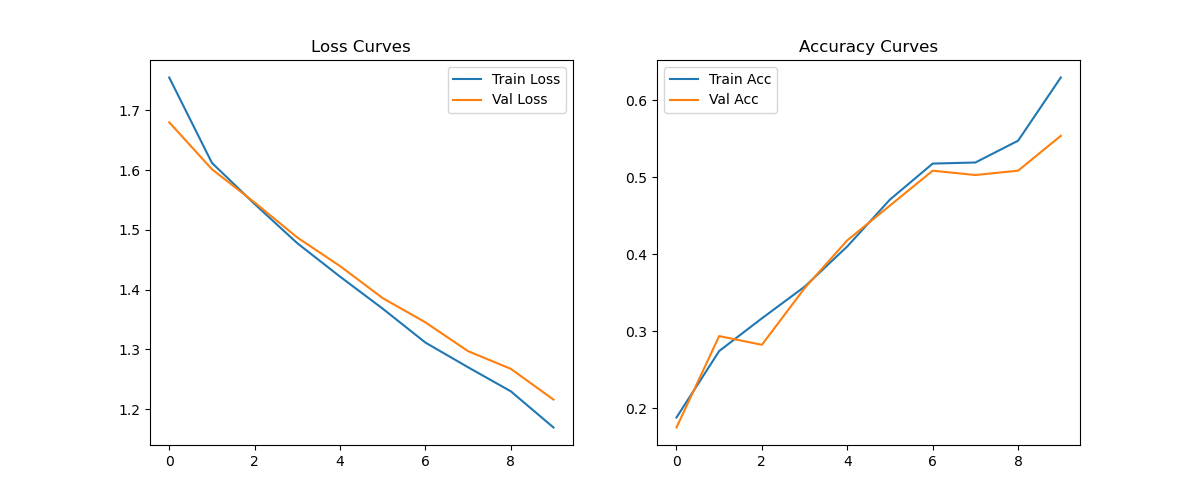 Loss Curves
Train Loss
Val Loss
1.7
1.6
1.5
1.4
1.3
1.2
0 2 4 6 8
Accuracy Curves
Train Acc
Val Acc
0.6
0.5
0.4
0.3
0.2
0 2 4 6 8